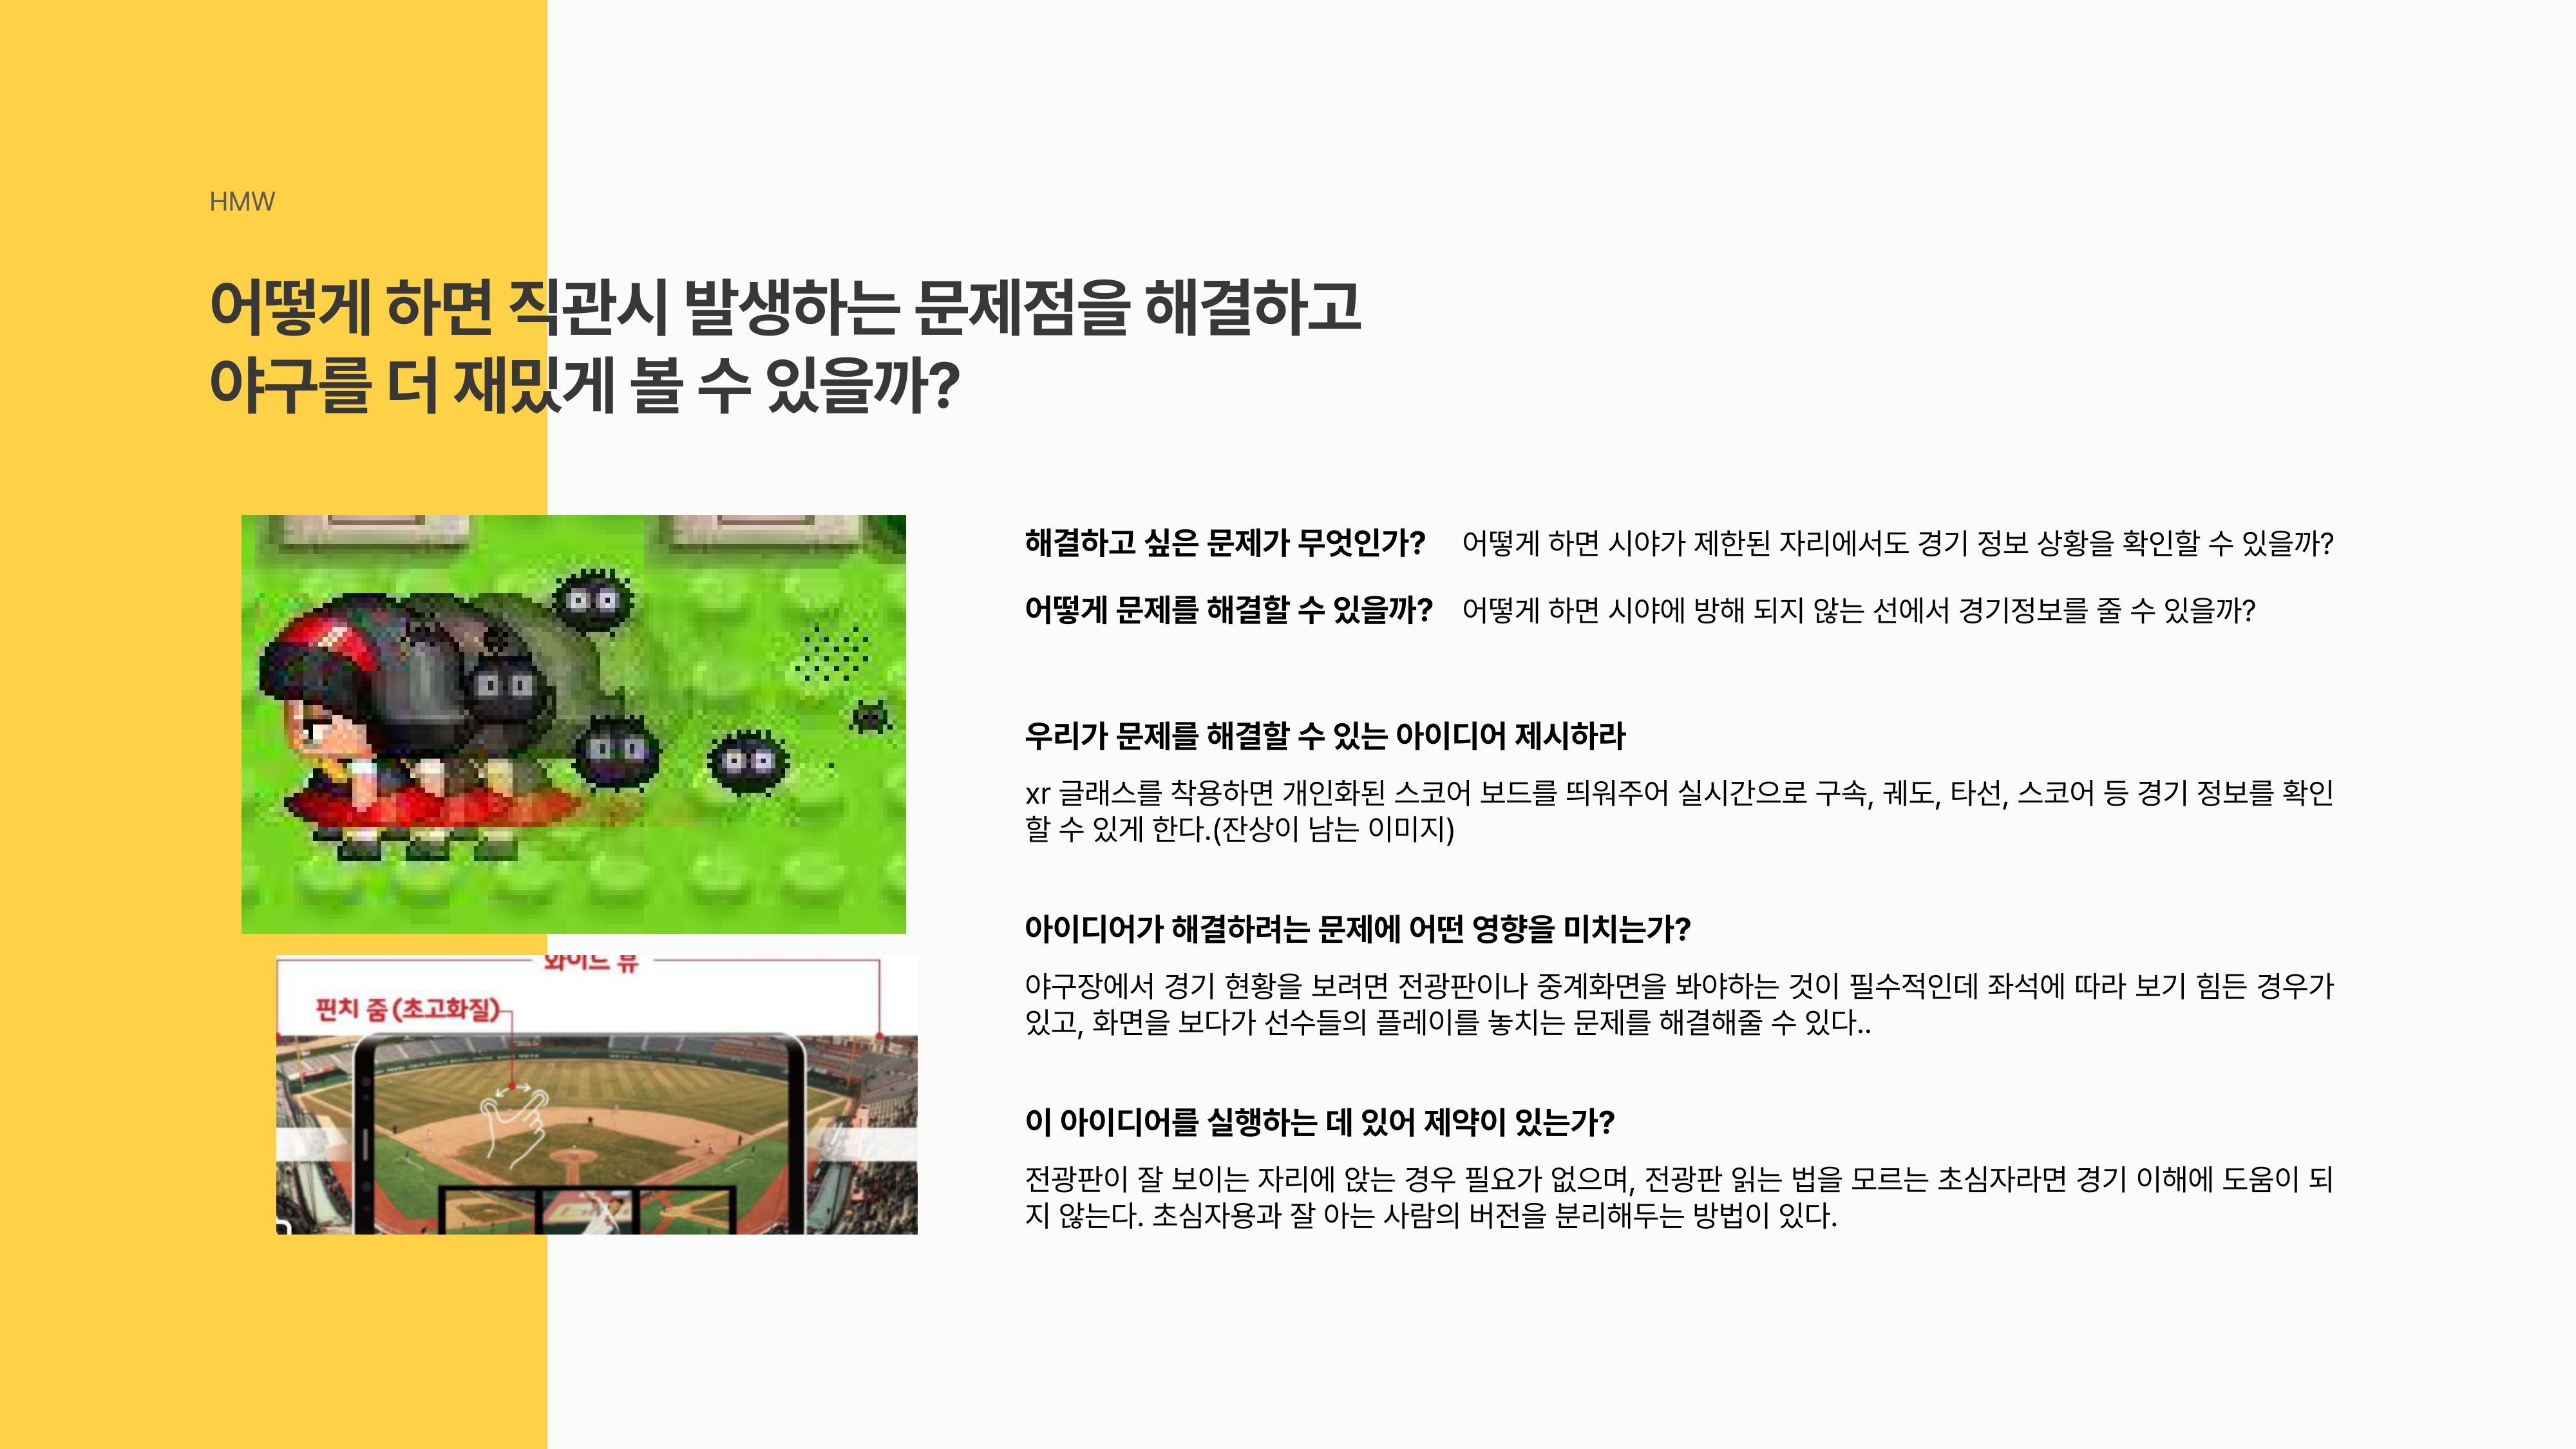 HMW
어떻게 하면 직관시 발생하는 문제점을 해결하고
야구를 더 재밌게 볼 수 있을까?
해결하고 싶은 문제가 무엇인가? 어떻게 하면 시야가 제한된 자리에서도 경기 정보 상황을 확인할 수 있을까?
어떻게 문제를 해결할 수 있을까? 어떻게 하면 시야에 방해 되지 않는 선에서 경기정보를 줄 수 있을까?
우리가 문제를 해결할 수 있는 아이디어 제시하라
xr 글래스를 착용하면 개인화된 스코어 보드를 띄워주어 실시간으로 구속, 궤도, 타선, 스코어 등 경기 정보를 확인
할 수 있게 한다.(잔상이 남는 이미지)
아이디어가 해결하려는 문제에 어떤 영향을 미치는가?
야구장에서 경기 현황을 보려면 전광판이나 중계화면을 봐야하는 것이 필수적인데 좌석에 따라 보기 힘든 경우가
있고, 화면을 보다가 선수들의 플레이를 놓치는 문제를 해결해줄 수 있다..
이 아이디어를 실행하는 데 있어 제약이 있는가?
전광판이 잘 보이는 자리에 앉는 경우 필요가 없으며, 전광판 읽는 법을 모르는 초심자라면 경기 이해에 도움이 되
지 않는다. 초심자용과 잘 아는 사람의 버전을 분리해두는 방법이 있다.
와이드 뷰
핀치 줌(초고화질)